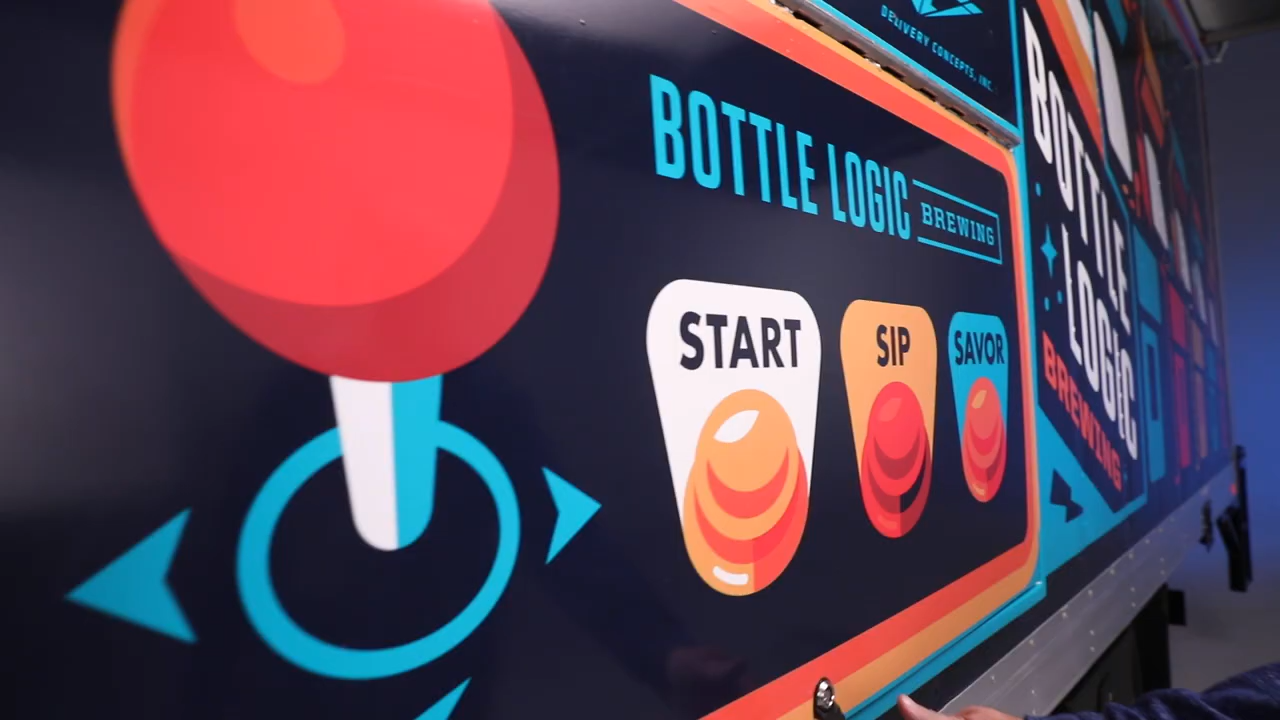 DELIVERY CONCEPTS, INC.
BOTTLE LOGIC
BREWING
START
SIP
SAVOR
BOTTLE
LOGIC
BREWING